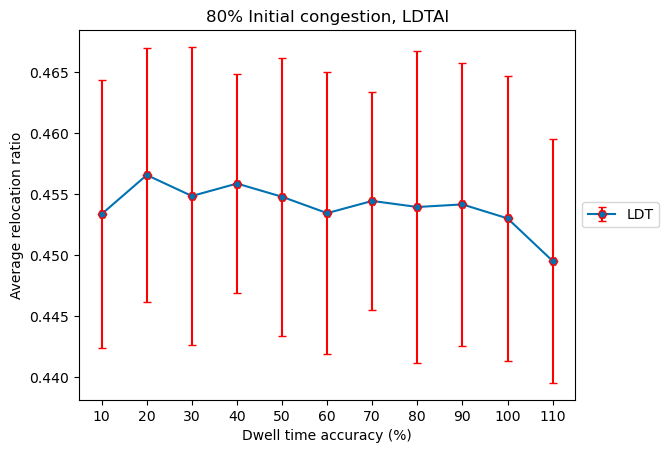 80% Initial congestion, LDTAI
Average relocation ratio
0.465
0.460
0.455
0.450
0.445
0.440
10 20 30 40 50 60 70 80 90 100 110
Dwell time accuracy (%)
LDT